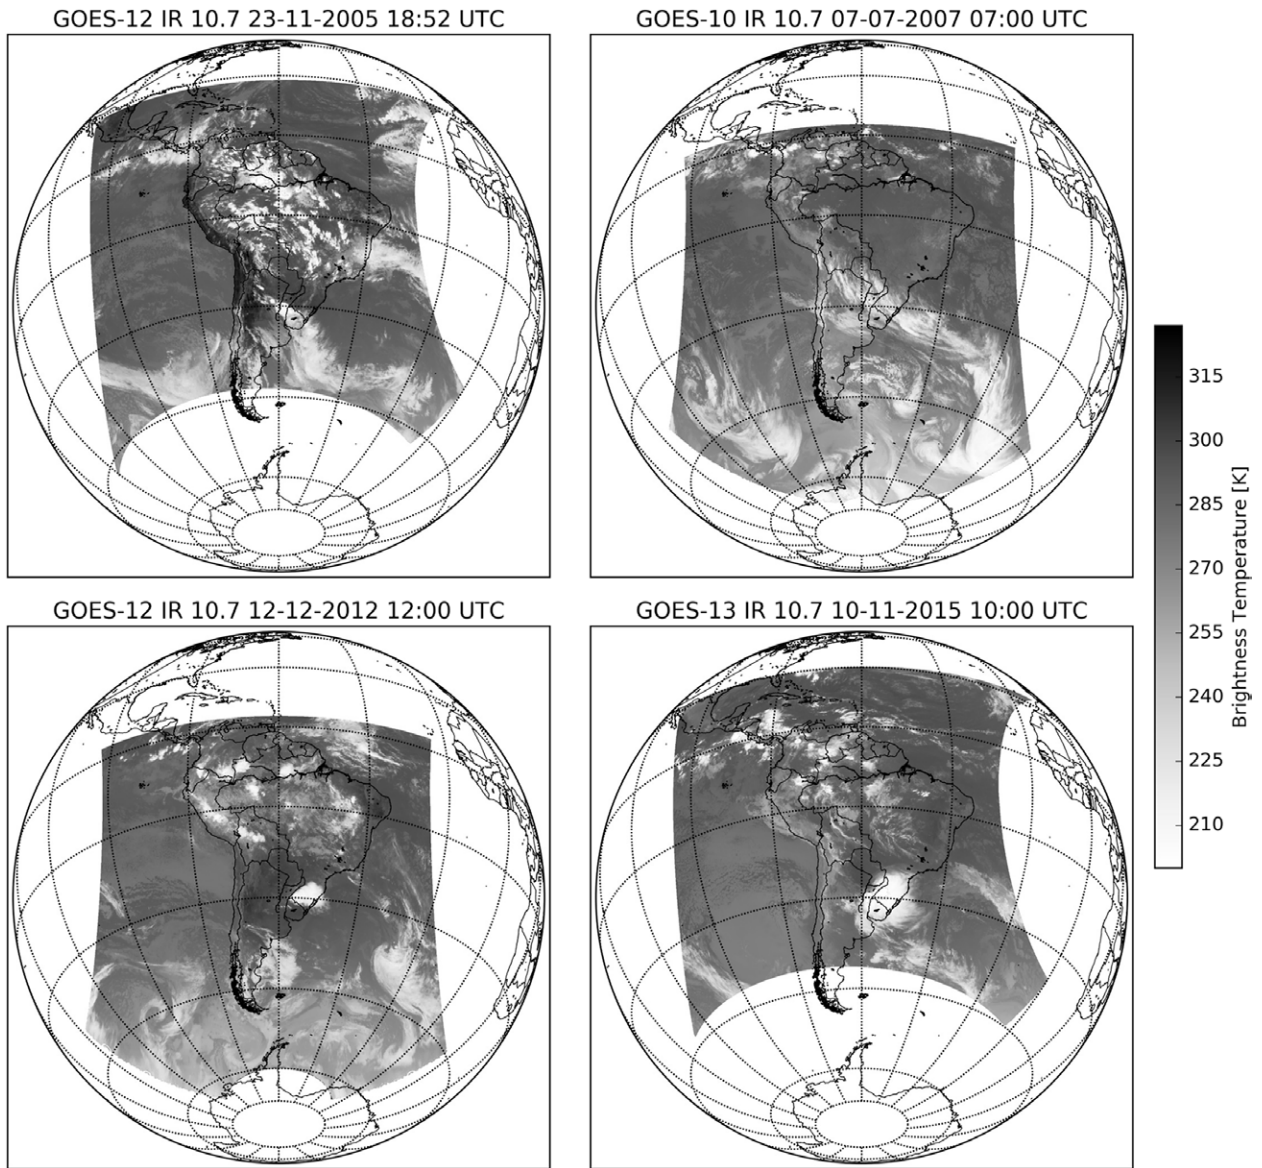 GOES-12 IR 10.7 23-11-2005 18:52 UTC
GOES-10 IR 10.7 07-07-2007 07:00 UTC
GOES-12 IR 10.7 12-12-2012 12:00 UTC
GOES-13 IR 10.7 10-11-2015 10:00 UTC
315
300
285
270
255
240
225
210
Brightness Temperature [K]